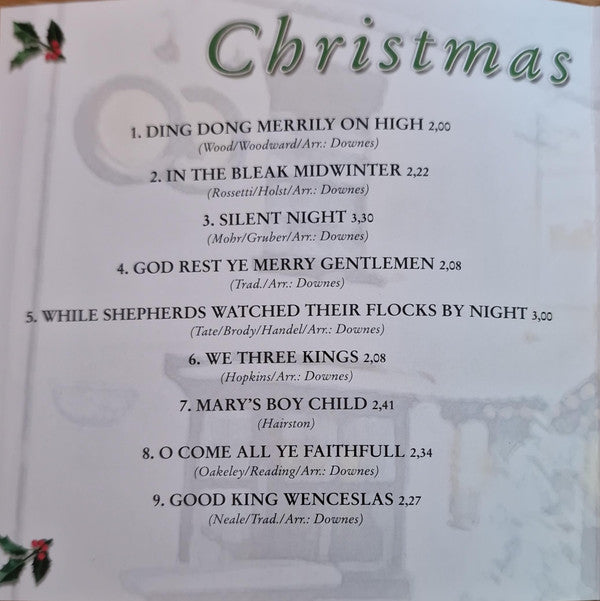 Christmas
1. DING DONG MERRILY ON HIGH 2,00
(Wood/Woodward/Arr.: Downes)
2. IN THE BLEAK MIDWINTER 2,22
(Rossetti/Holst/Arr.: Downes)
3. SILENT NIGHT 3,30
(Mohr/Gruber/Arr.: Downes)
4. GOD REST YE MERRY GENTLEMEN 2,08
(Trad./Arr.: Downes)
5. WHILE SHEPHERDS WATCHED THEIR FLOCKS BY NIGHT 3,00
(Tate/Brody/Handel/Arr.: Downes)
6. WE THREE KINGS 2,08
(Hopkins/Arr.: Downes)
7. MARY'S BOY CHILD 2,41
(Hairston)
8. O COME ALL YE FAITHFULL 2,34
(Oakeley/Reading/Arr.: Downes)
9. GOOD KING WENCESLAS 2,27
(Neale/Trad./Arr.: Downes)